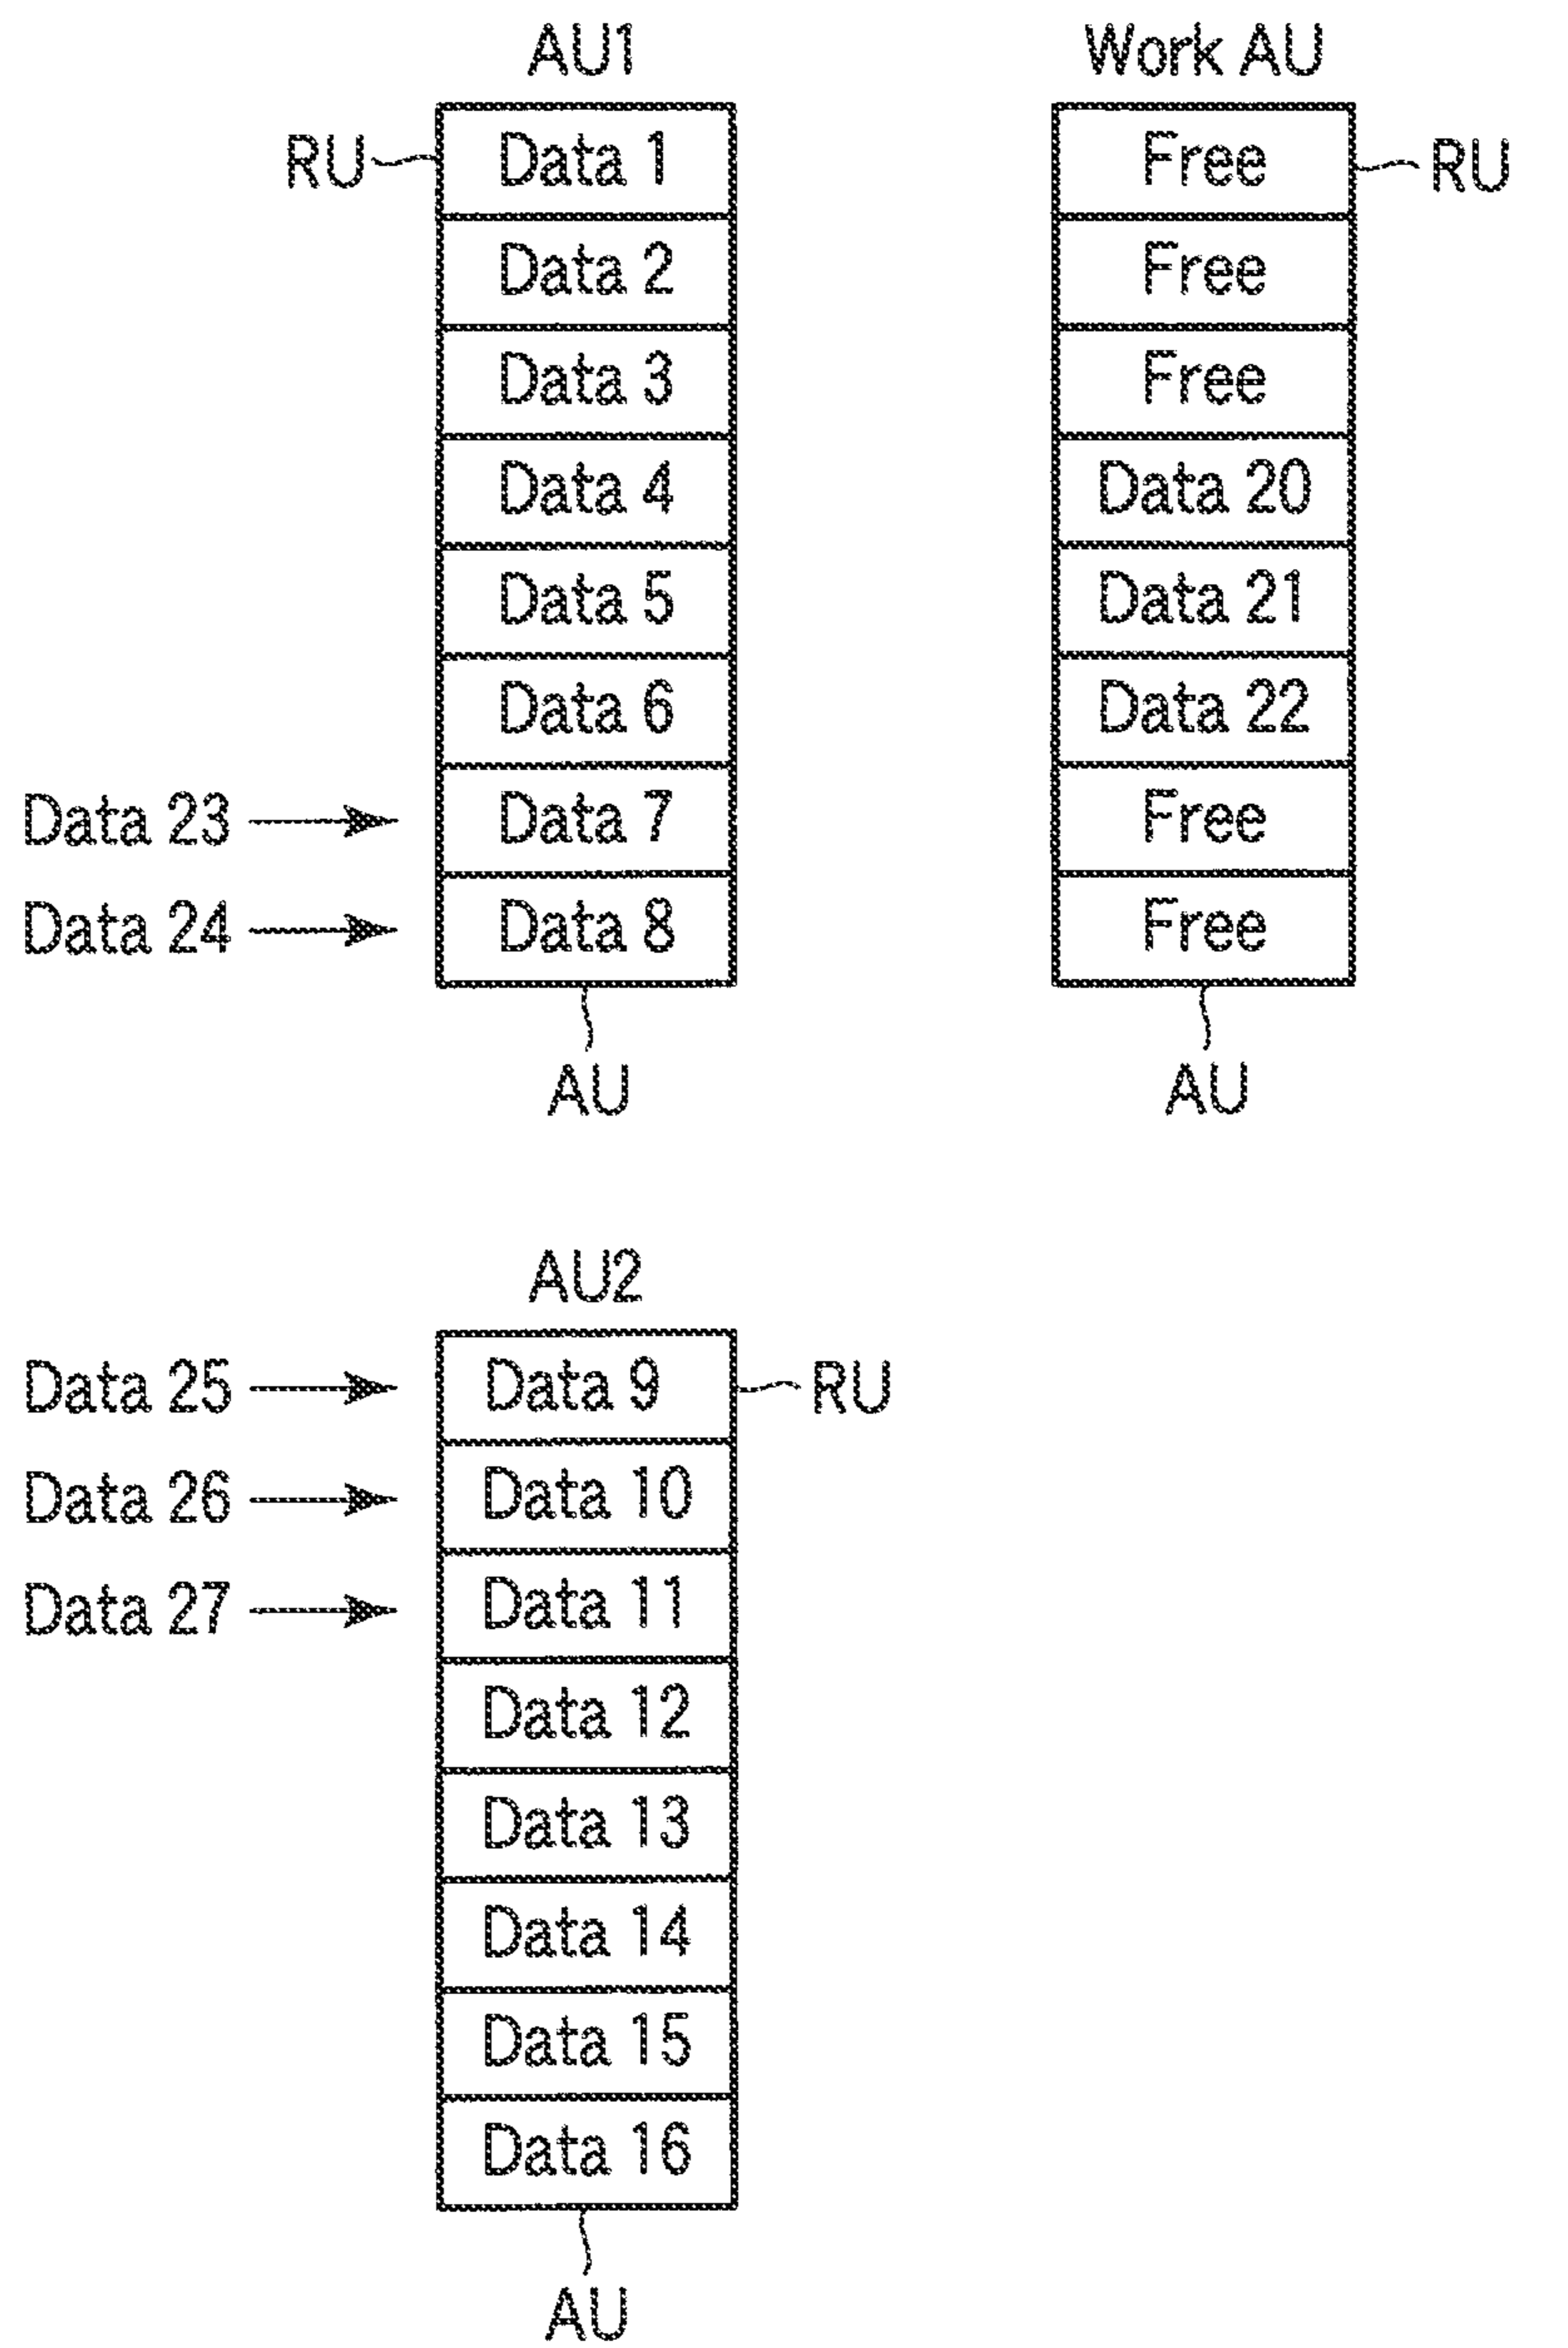 AU1
RU
Data 1
Data 2
Data 3
Data 4
Data 5
Data 6
Data 23
Data 7
Data 24
Data 8
AU
Work AU
Free
RU
Free
Free
Data 20
Data 21
Data 22
Free
Free
AU
AU2
Data 25
Data 9
RU
Data 26
Data 10
Data 27
Data 11
Data 12
Data 13
Data 14
Data 15
Data 16
AU